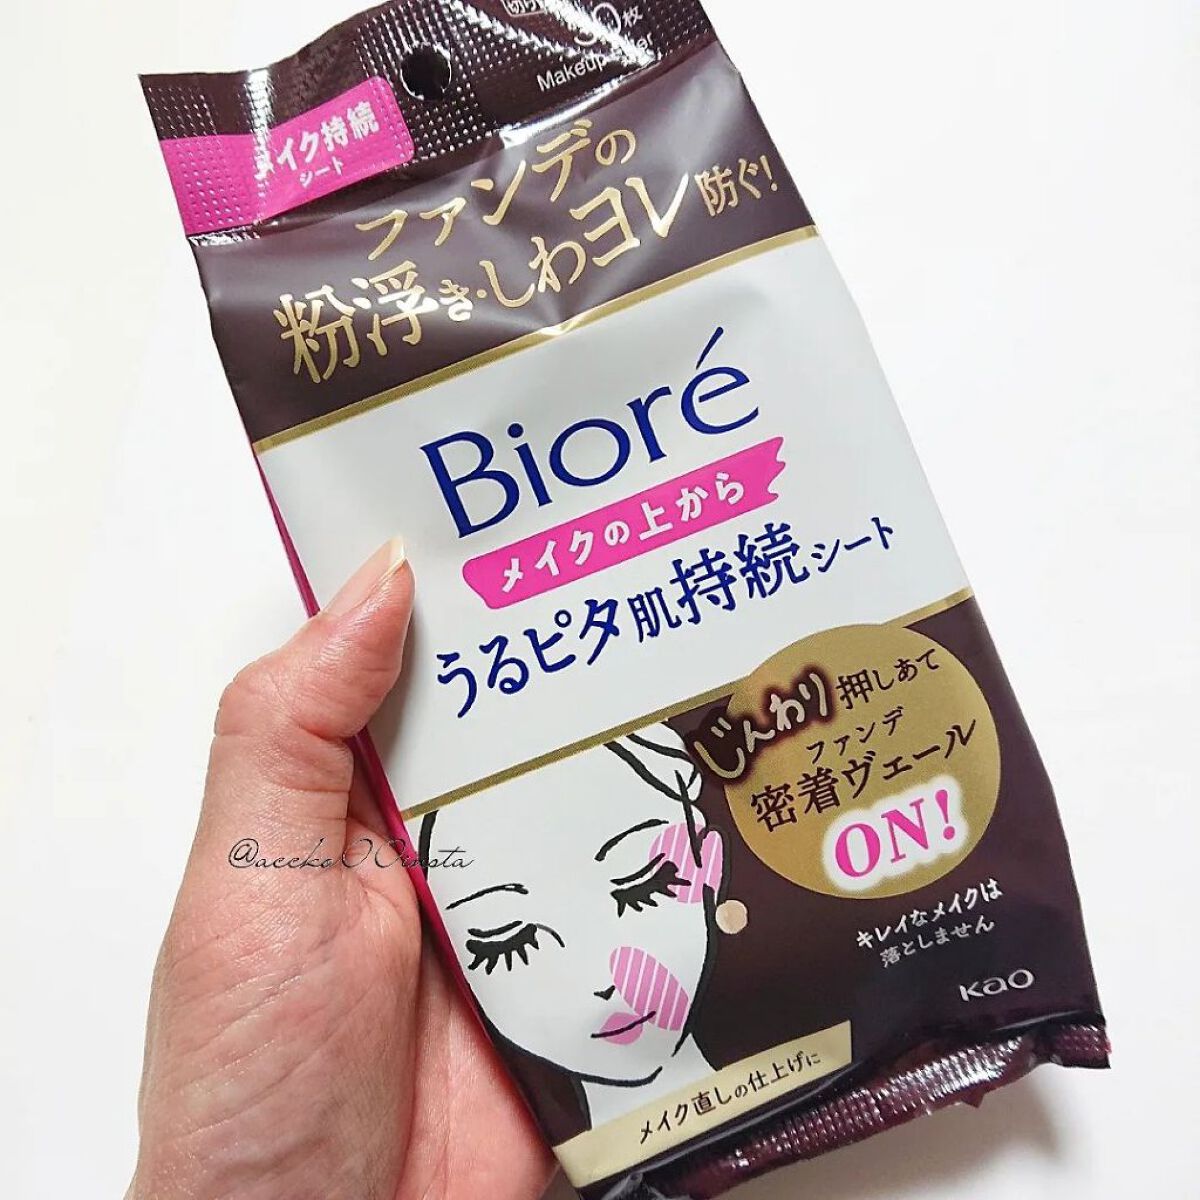 枚
Makeup
メイク持続
シート
ファンデの
粉浮き・しわヨレ防ぐ!
Bioré
メイクの上から
うるピタ肌持続シート
じんわり押しあて
ファンデ
密着ヴェール
ON!
キレイなメイクは
落としません
Kao
メイク直しの仕上げに